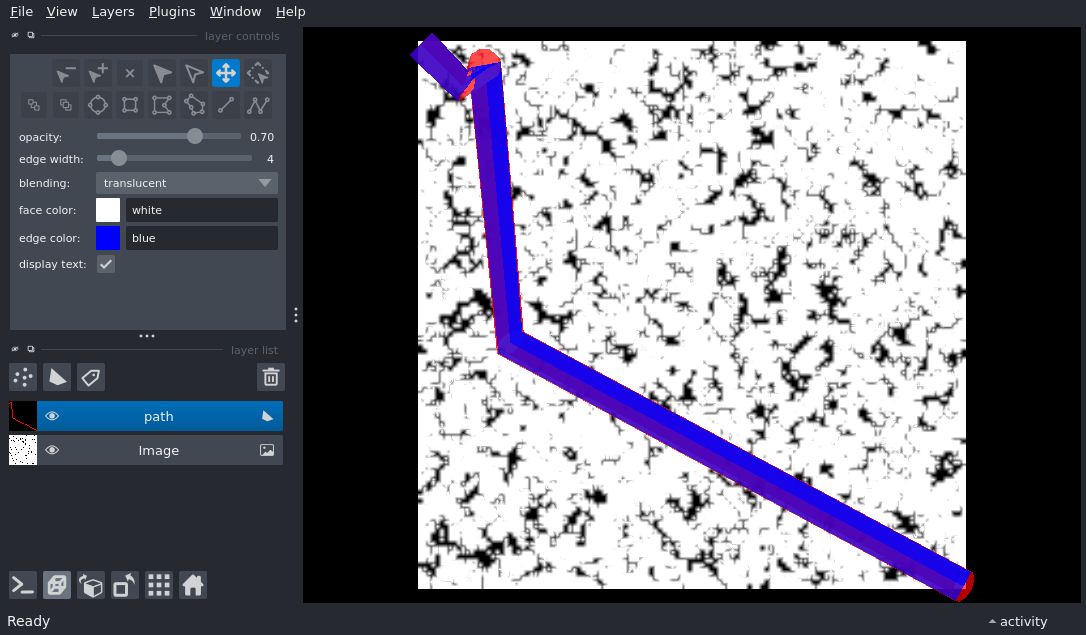 File View Layers Plugins Window Help
layer controls
opacity: 0.70
edge width: 4
blending: translucent
face color: white
edge color: blue
display text:
layer list
path
Image
Ready
activity